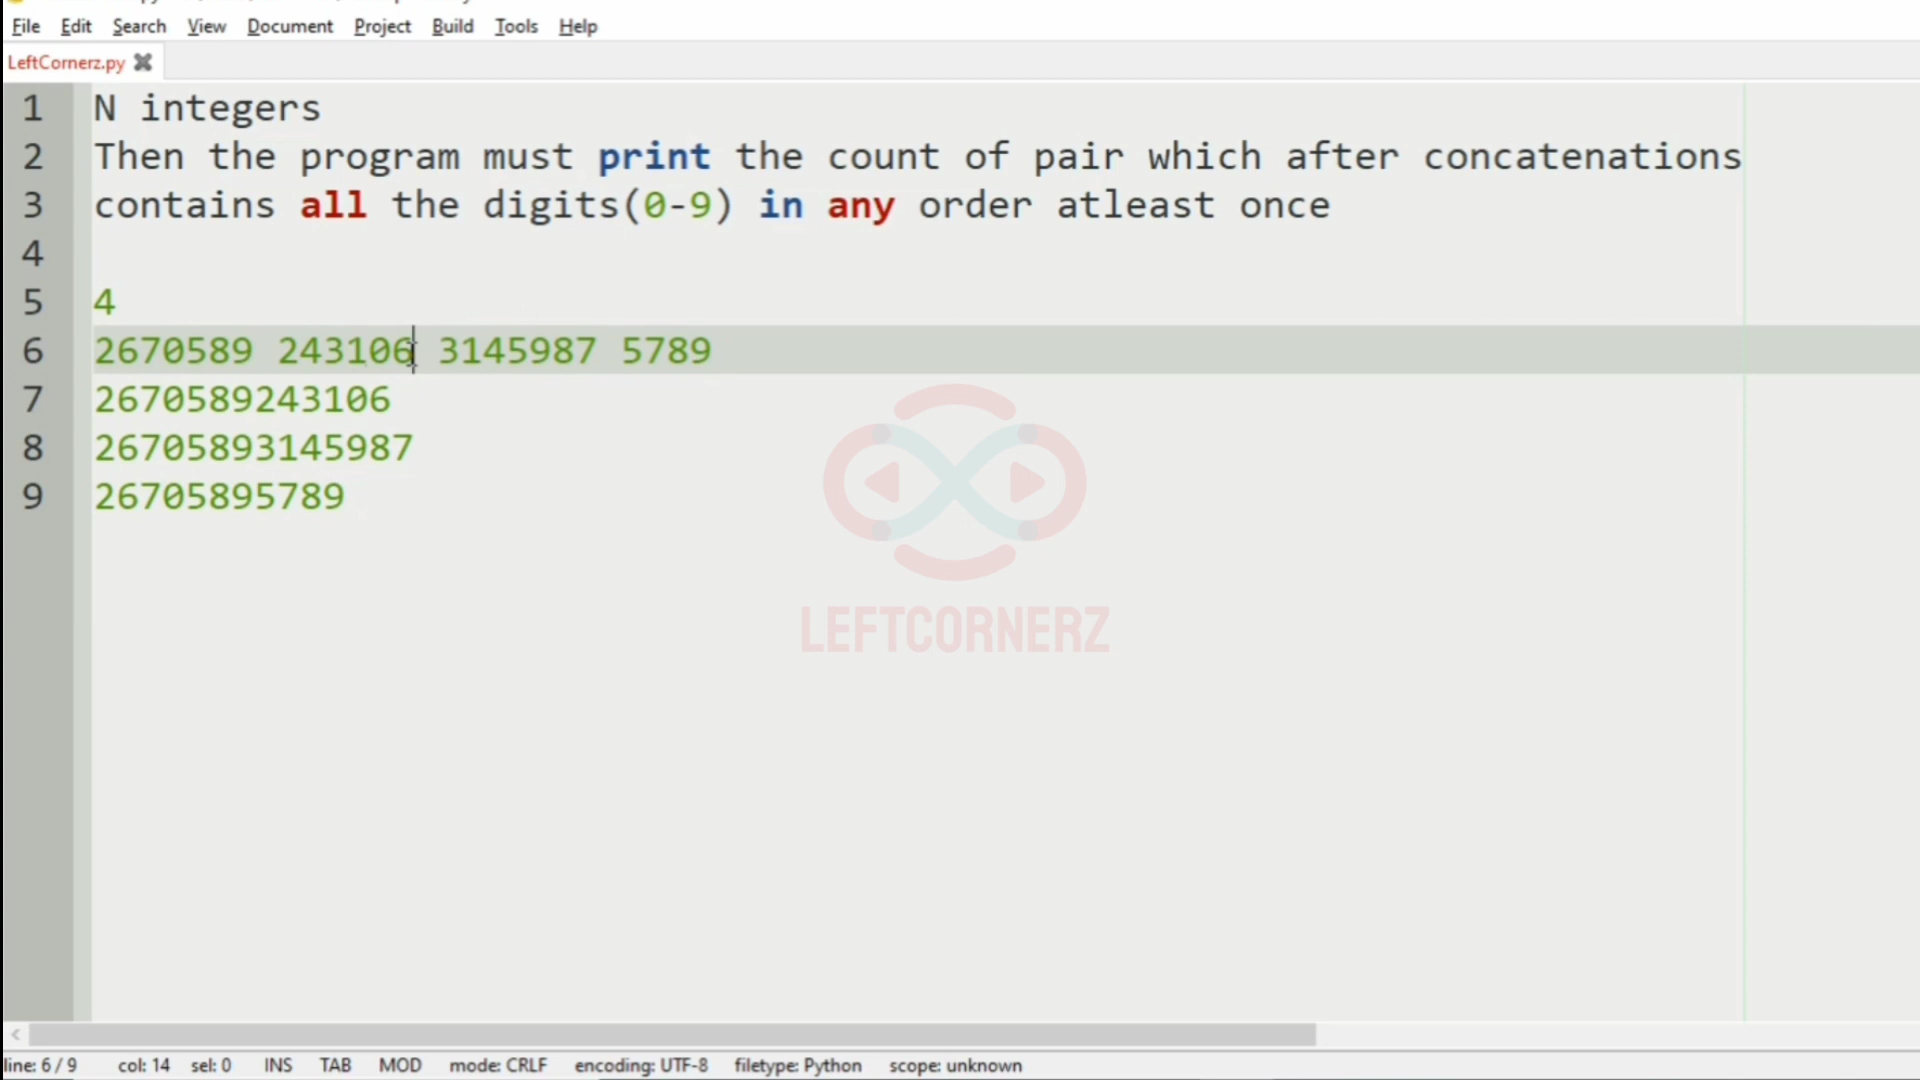 File Edit Search View Document Project Build Tools Help
LeftCornerz.py
1 N integers
2 Then the program must print the count of pair which after concatenations
3 contains all the digits(0-9) in any order atleast once
4
5 4
6 2670589 243106 3145987 5789
7 2670589243106
8 26705893145987
9 26705895789
LEFTCORNERZ
line: 6 / 9 col: 14 sel: 0 INS TAB MOD mode: CRLF encoding: UTF-8 filetype: Python scope: unknown